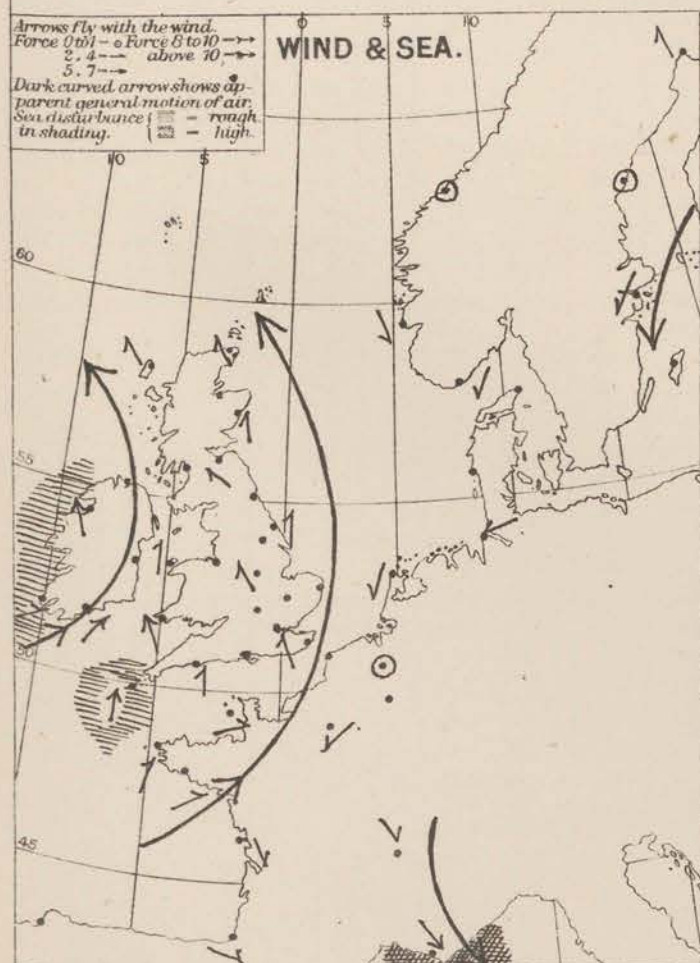 Arrows fly with the wind.
Force 0 to 1 – o Force 8 to 10
2.4 above 10
5.7
Dark curved arrow shows ap-
parent general motion of air.
Sea disturbance { = rough
in shading. { = high.
WIND & SEA.
5 10
10 5 0
60
55
50
45